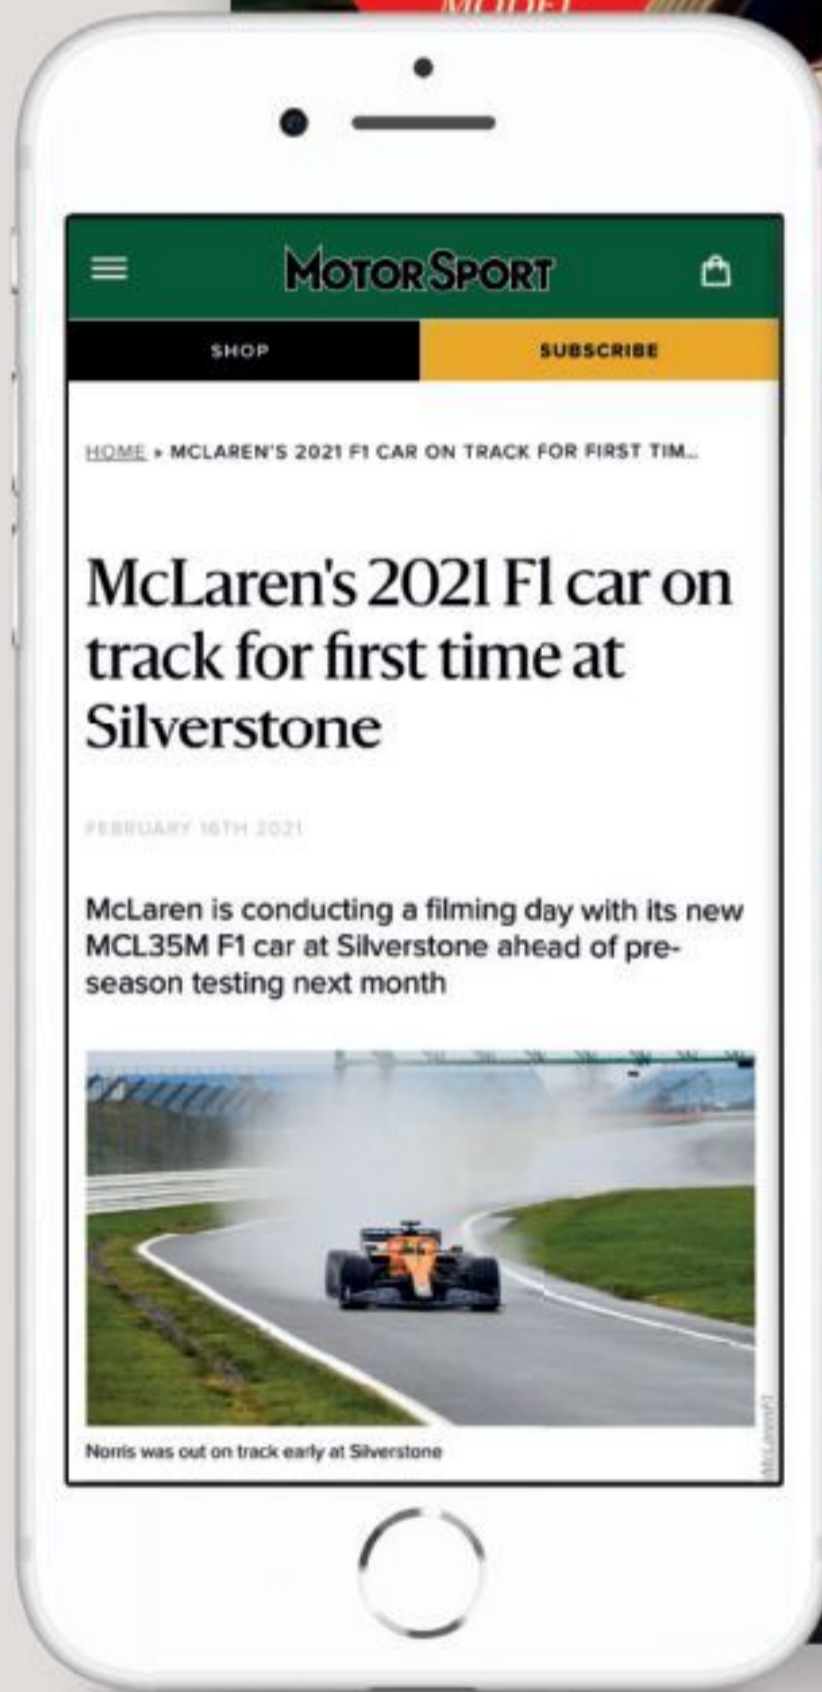 MODEL
MOTOR SPORT
SHOP
SUBSCRIBE
HOME » MCLAREN'S 2021 F1 CAR ON TRACK FOR FIRST TIM...
McLaren's 2021 F1 car on
track for first time at
Silverstone
FEBRUARY 16TH 2021
McLaren is conducting a filming day with its new
MCL35M F1 car at Silverstone ahead of pre-
season testing next month
Norris was out on track early at Silverstone
McLarenF1